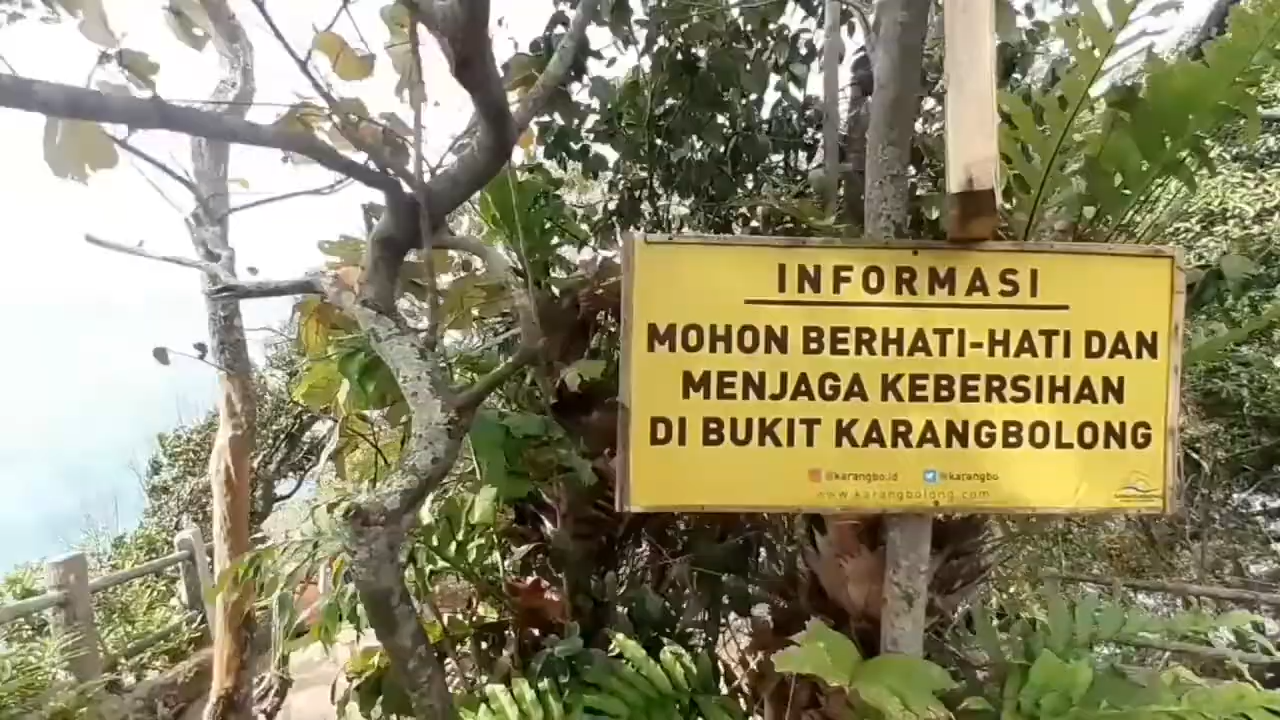 INFORMASI
MOHON BERHATI-HATI DAN
MENJAGA KEBERSIHAN
DI BUKIT KARANGBOLONG
@karangbo.id @karangbo
www.karangbolong.com